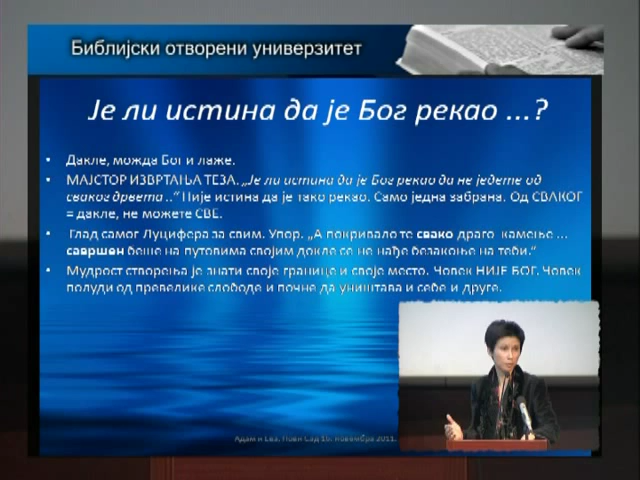 Библијски отворени универзитет
Је ли истина да је Бог рекао ...?
• Дакле, можда Бог и лаже.
• МАЈСТОР ИЗВРТАЊА ТЕЗА. „Је ли истина да је Бог рекао да не једете од
сваког дрвета ..“ Није истина да је тако рекао. Само једна забрана. Од СВАКОГ
= дакле, не можете СВЕ.
• Глад самог Луцифера за свим. Упор. „А покривало те свако драго камење ...
савршен беше на путовима својим докле се не нађе безакоње на теби.“
• Мудрост створења је знати своје границе и своје место. Човек НИЈЕ БОГ. Човек
полуди од превелике слободе и почне да уништава и себе и друге.
Адам и Ева. Нови Сад 16. новембра 2011.